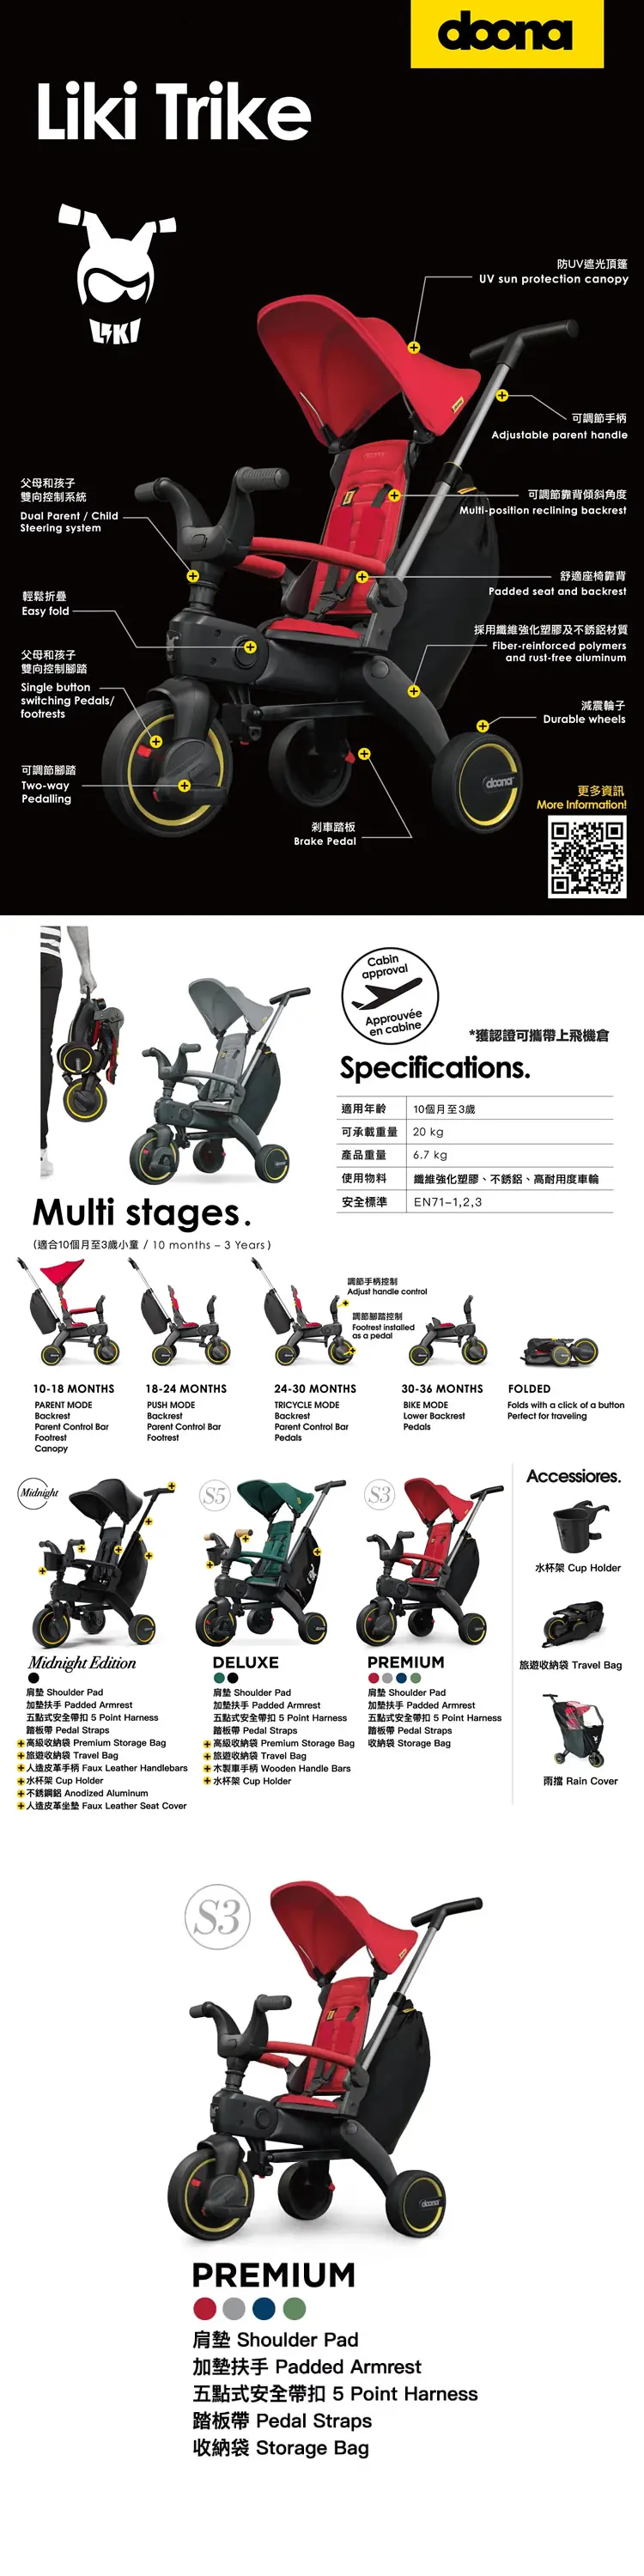 doona
Liki Trike
LIKI
防UV遮光頂篷
UV sun protection canopy
可調節手柄
Adjustable parent handle
父母和孩子
雙向控制系統
Dual Parent / Child
Steering system
可調節靠背傾斜角度
Multi-position reclining backrest
舒適座椅靠背
Padded seat and backrest
輕鬆折疊
Easy fold
採用纖維強化塑膠及不銹鋁材質
Fiber-reinforced polymers
and rust-free aluminum
父母和孩子
雙向控制腳踏
Single button
switching Pedals/
footrests
減震輪子
Durable wheels
可調節腳踏
Two-way
Pedalling
doona
更多資訊
More Information!
剎車踏板
Brake Pedal
Cabin
approval
Approuvée
en cabine
*獲認證可攜帶上飛機倉
Specifications.
適用年齡 10個月至3歲
可承載重量 20 kg
產品重量 6.7 kg
使用物料 纖維強化塑膠、不銹鋁、高耐用度車輪
安全標準 EN71-1,2,3
Multi stages.
(適合10個月至3歲小童 / 10 months - 3 Years)
調節手柄控制
Adjust handle control
調節腳踏控制
Footrest installed
as a pedal
10-18 MONTHS
PARENT MODE
Backrest
Parent Control Bar
Footrest
Canopy
18-24 MONTHS
PUSH MODE
Backrest
Parent Control Bar
Footrest
24-30 MONTHS
TRICYCLE MODE
Backrest
Parent Control Bar
Pedals
30-36 MONTHS
BIKE MODE
Lower Backrest
Pedals
FOLDED
Folds with a click of a button
Perfect for traveling
Midnight
Midnight Edition
肩墊 Shoulder Pad
加墊扶手 Padded Armrest
五點式安全帶扣 5 Point Harness
踏板帶 Pedal Straps
高級收納袋 Premium Storage Bag
旅遊收納袋 Travel Bag
人造皮革手柄 Faux Leather Handlebars
水杯架 Cup Holder
不銹鋼鋁 Anodized Aluminum
人造皮革坐墊 Faux Leather Seat Cover
S5
DELUXE
肩墊 Shoulder Pad
加墊扶手 Padded Armrest
五點式安全帶扣 5 Point Harness
踏板帶 Pedal Straps
高級收納袋 Premium Storage Bag
旅遊收納袋 Travel Bag
木製車手柄 Wooden Handle Bars
水杯架 Cup Holder
S3
PREMIUM
肩墊 Shoulder Pad
加墊扶手 Padded Armrest
五點式安全帶扣 5 Point Harness
踏板帶 Pedal Straps
收納袋 Storage Bag
Accessiores.
水杯架 Cup Holder
旅遊收納袋 Travel Bag
雨擋 Rain Cover
S3
doona
PREMIUM
肩墊 Shoulder Pad
加墊扶手 Padded Armrest
五點式安全帶扣 5 Point Harness
踏板帶 Pedal Straps
收納袋 Storage Bag